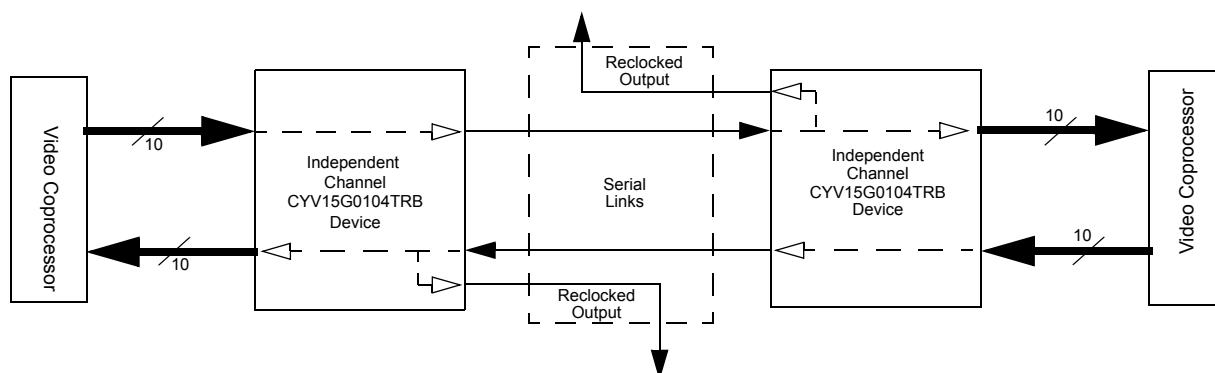 Video Coprocessor
10
10
Independent
Channel
CYV15G0104TRB
Device
Reclocked
Output
Serial
Links
Reclocked
Output
Independent
Channel
CYV15G0104TRB
Device
10
10
Video Coprocessor